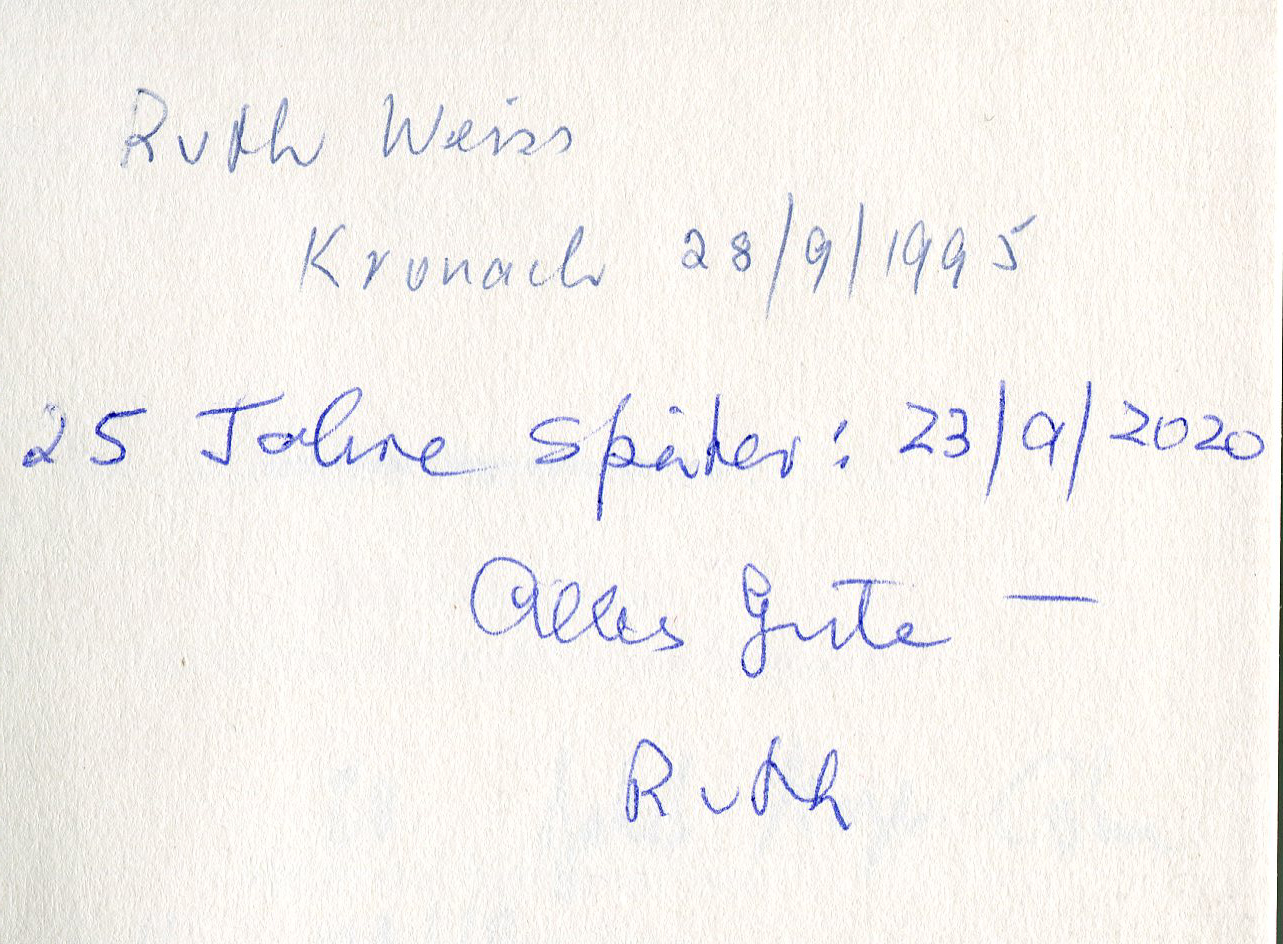 Ruth Weiss
Kronach 28/9/1995
25 Jahre später: 23/9/2020
Alles Gute —
Ruth